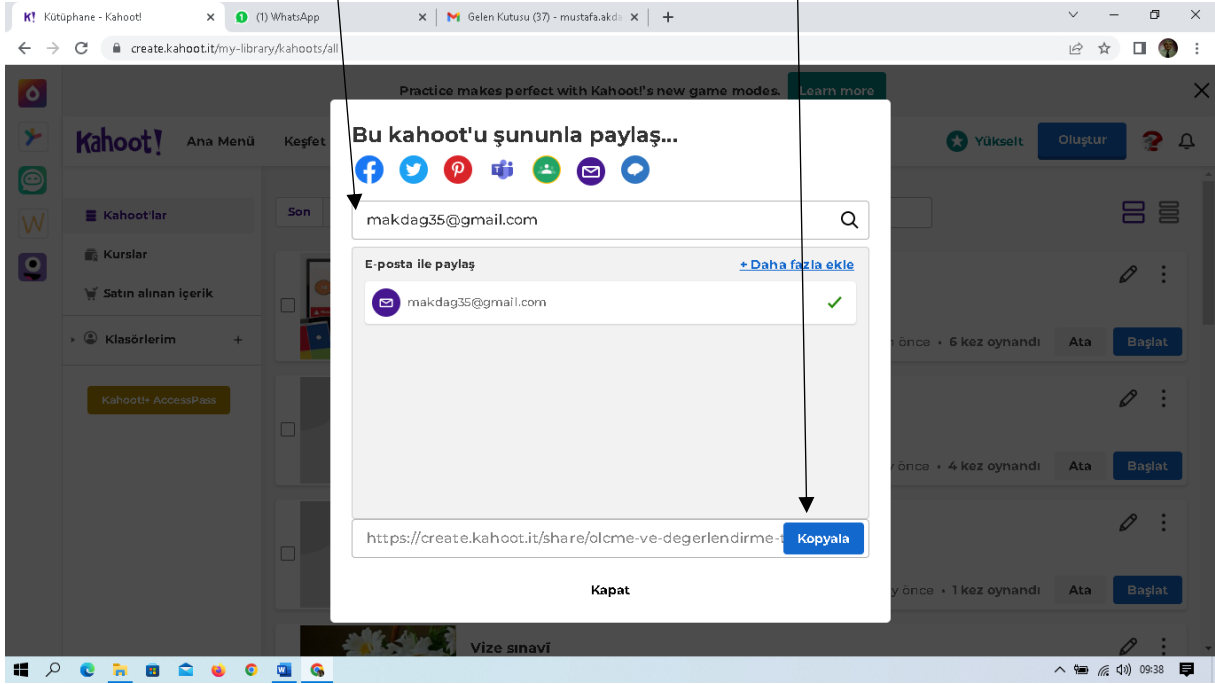 Kütüphane - Kahoot!
(1) WhatsApp
Gelen Kutusu (37) - mustafa.akda
create.kahoot.it/my-library/kahoots/all
Practice makes perfect with Kahoot!'s new game modes.
Learn more
Kahoot!
Ana Menü
Keşfet
Yükselt
Oluştur
Kahoot'lar
Kurslar
Satın alınan içerik
Klasörlerim
Kahoot!+ AccessPass
Son
Bu kahoot'u şununla paylaş...
makdag35@gmail.com
E-posta ile paylaş
+ Daha fazla ekle
makdag35@gmail.com
https://create.kahoot.it/share/olcme-ve-degerlendirme-t
Kopyala
Kapat
önce • 6 kez oynandı
Ata
Başlat
önce • 4 kez oynandı
Ata
Başlat
y önce • 1 kez oynandı
Ata
Başlat
Vize sınavî
09:38